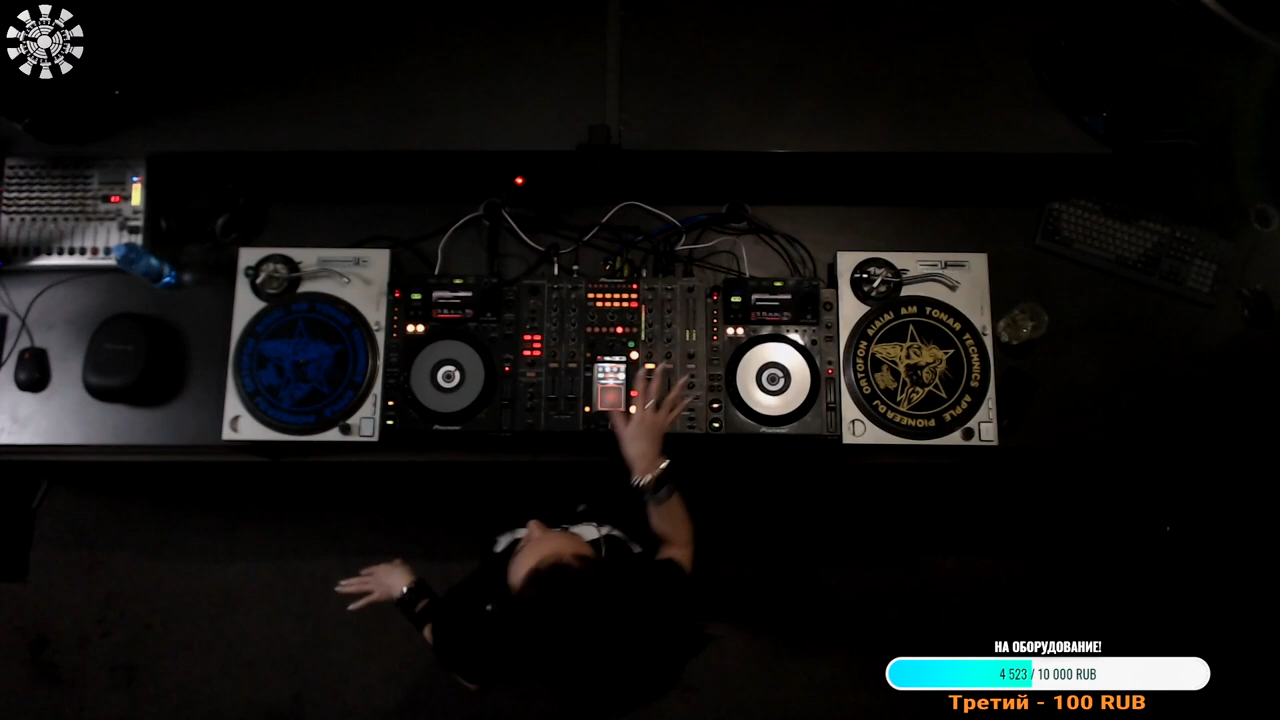 ORTOFON AIAIAI AM TONAR TECHNICS APPLE PIONEER DJ
НА ОБОРУДОВАНИЕ!
4 523 / 10 000 RUB
Третий - 100 RUB